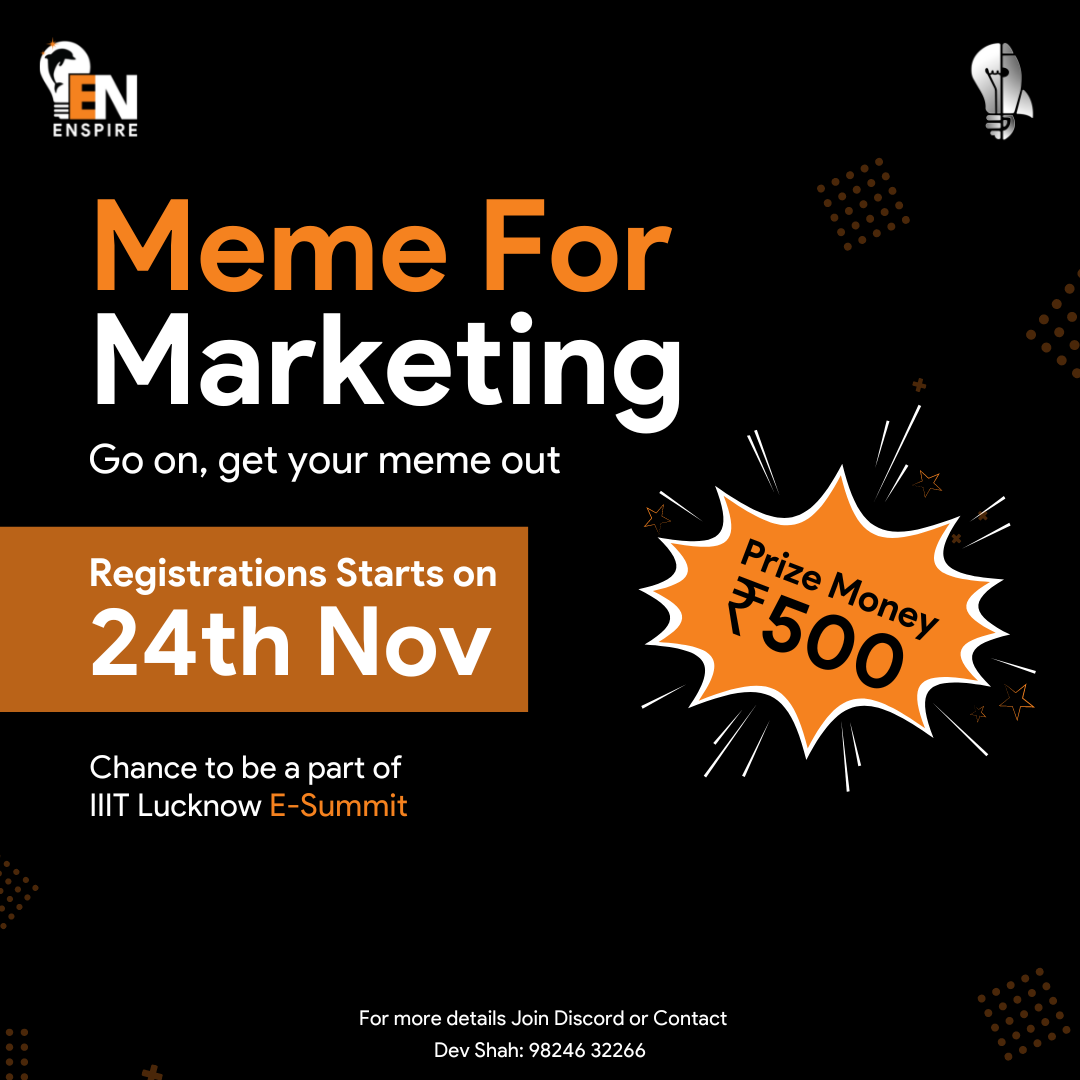 EN
ENSPIRE
Meme For
Marketing
Go on, get your meme out
Registrations Starts on
24th Nov
Prize Money
₹500
Chance to be a part of
IIIT Lucknow E-Summit
For more details Join Discord or Contact
Dev Shah: 98246 32266